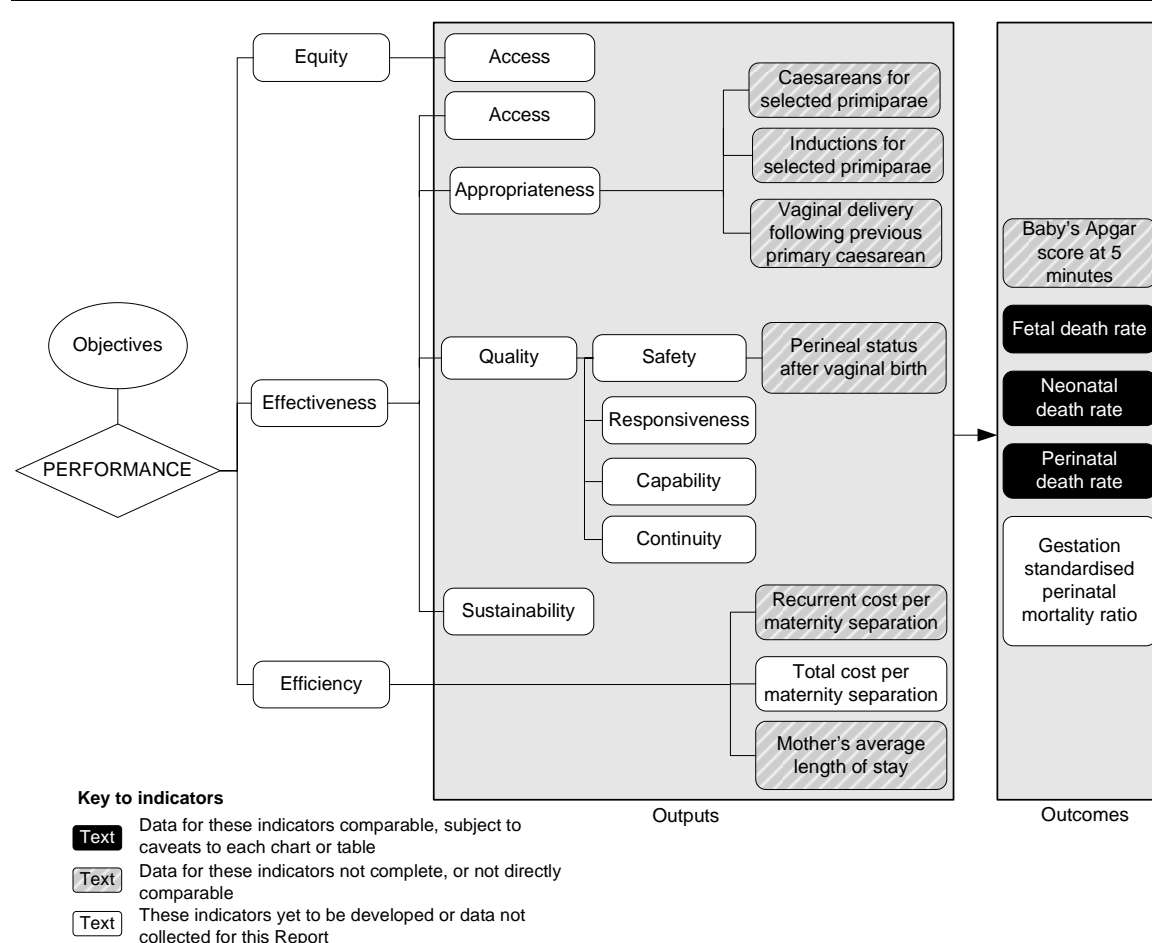 Equity
Access
Access
Caesareans for
selected primiparae
Inductions for
selected primiparae
Appropriateness
Vaginal delivery
following previous
primary caesarean
Baby's Apgar
score at 5
minutes
Objectives
Quality
Safety
Perineal status
after vaginal birth
Fetal death rate
Effectiveness
Responsiveness
Neonatal
death rate
PERFORMANCE
Capability
Perinatal
death rate
Continuity
Gestation
standardised
perinatal
mortality ratio
Sustainability
Recurrent cost per
maternity separation
Efficiency
Total cost per
maternity separation
Mother's average
length of stay
Outputs
Outcomes
Key to indicators
Text
Data for these indicators comparable, subject to
caveats to each chart or table
Text
Data for these indicators not complete, or not directly
comparable
Text
These indicators yet to be developed or data not
collected for this Report